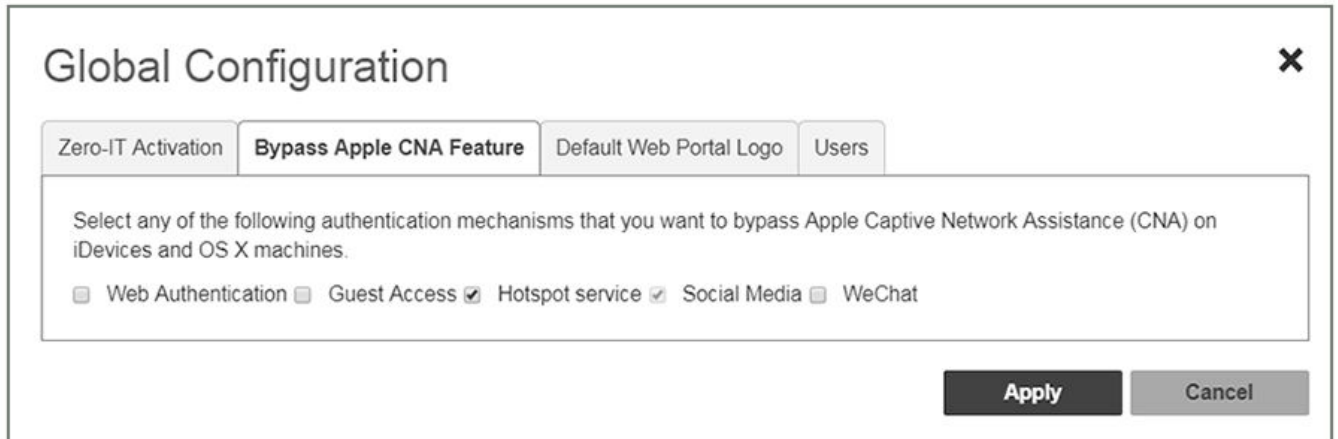 Global Configuration
Zero-IT Activation Bypass Apple CNA Feature Default Web Portal Logo Users
Select any of the following authentication mechanisms that you want to bypass Apple Captive Network Assistance (CNA) on
iDevices and OS X machines.
Web Authentication Guest Access Hotspot service Social Media WeChat
Apply Cancel